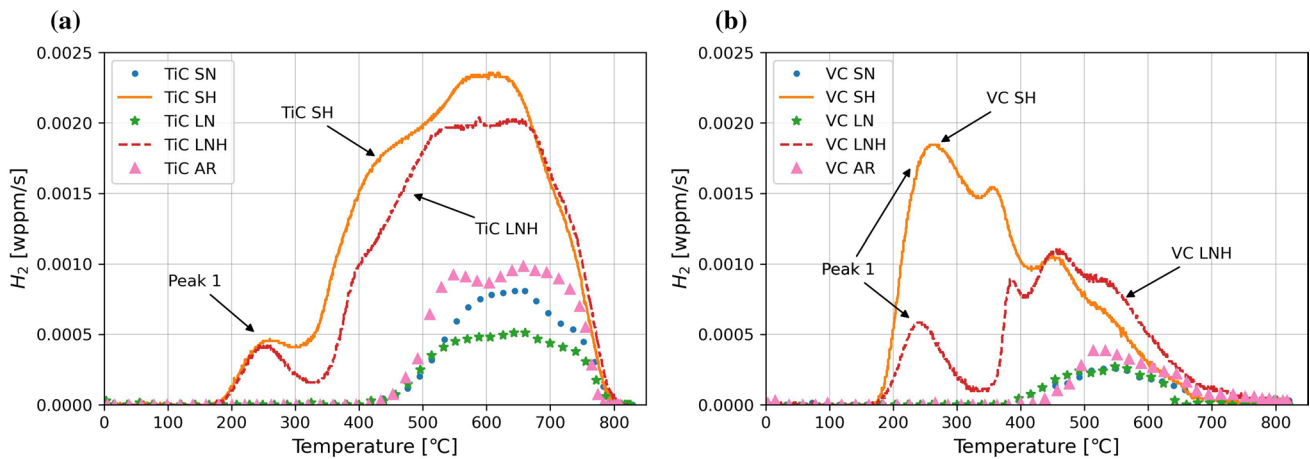 (a)
0.0025
0.0020
0.0015
0.0010
0.0005
0.0000
H2 [wppm/s]
TiC SN
TiC SH
TiC LN
TiC LNH
TiC AR
TiC SH
TiC LNH
Peak 1
0 100 200 300 400 500 600 700 800
Temperature [℃]
(b)
0.0025
0.0020
0.0015
0.0010
0.0005
0.0000
H2 [wppm/s]
VC SN
VC SH
VC LN
VC LNH
VC AR
VC SH
Peak 1
VC LNH
0 100 200 300 400 500 600 700 800
Temperature [℃]